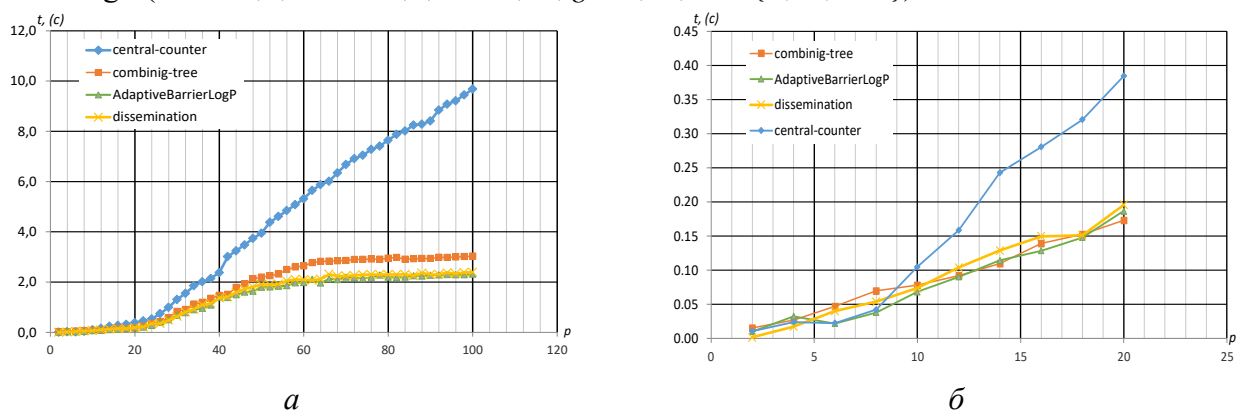 t, (c)
12,0
10,0
8,0
6,0
4,0
2,0
0,0
central-counter
combinig-tree
AdaptiveBarrierLogP
dissemination
0 20 40 60 80 100 120
p
а
t, (c)
0.45
0.40
0.35
0.30
0.25
0.20
0.15
0.10
0.05
0.00
combinig-tree
AdaptiveBarrierLogP
dissemination
central-counter
0 5 10 15 20 25
p
б